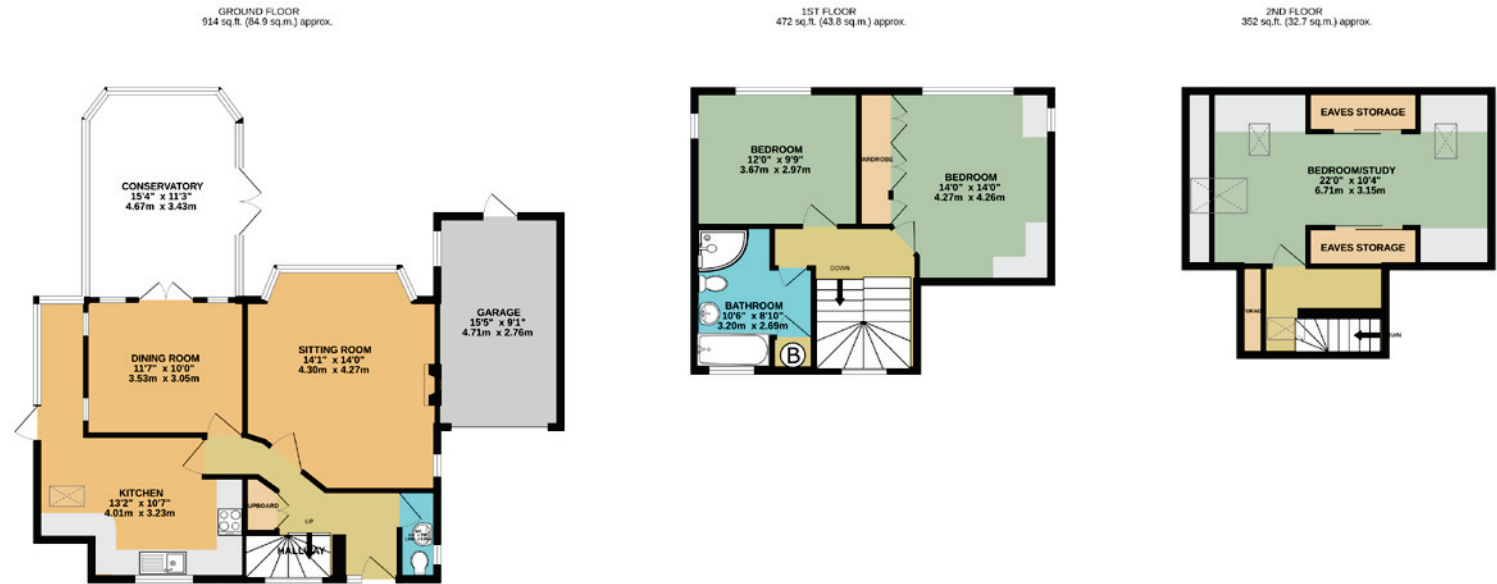 GROUND FLOOR
914 sq.ft. (84.9 sq.m.) approx.
1ST FLOOR
472 sq.ft. (43.8 sq.m.) approx.
2ND FLOOR
352 sq.ft. (32.7 sq.m.) approx.
CONSERVATORY
15'4" x 11'3"
4.67m x 3.43m
DINING ROOM
11'7" x 10'0"
3.53m x 3.05m
SITTING ROOM
14'1" x 14'0"
4.30m x 4.27m
GARAGE
15'5" x 9'1"
4.71m x 2.76m
KITCHEN
13'2" x 10'7"
4.01m x 3.23m
UPBOARD
UP
HALLWAY
BEDROOM
12'0" x 9'9"
3.67m x 2.97m
ARDROBE
BEDROOM
14'0" x 14'0"
4.27m x 4.26m
DOWN
BATHROOM
10'6" x 8'10"
3.20m x 2.69m
B
EAVES STORAGE
BEDROOM/STUDY
22'0" x 10'4"
6.71m x 3.15m
EAVES STORAGE
TORAG
OWN